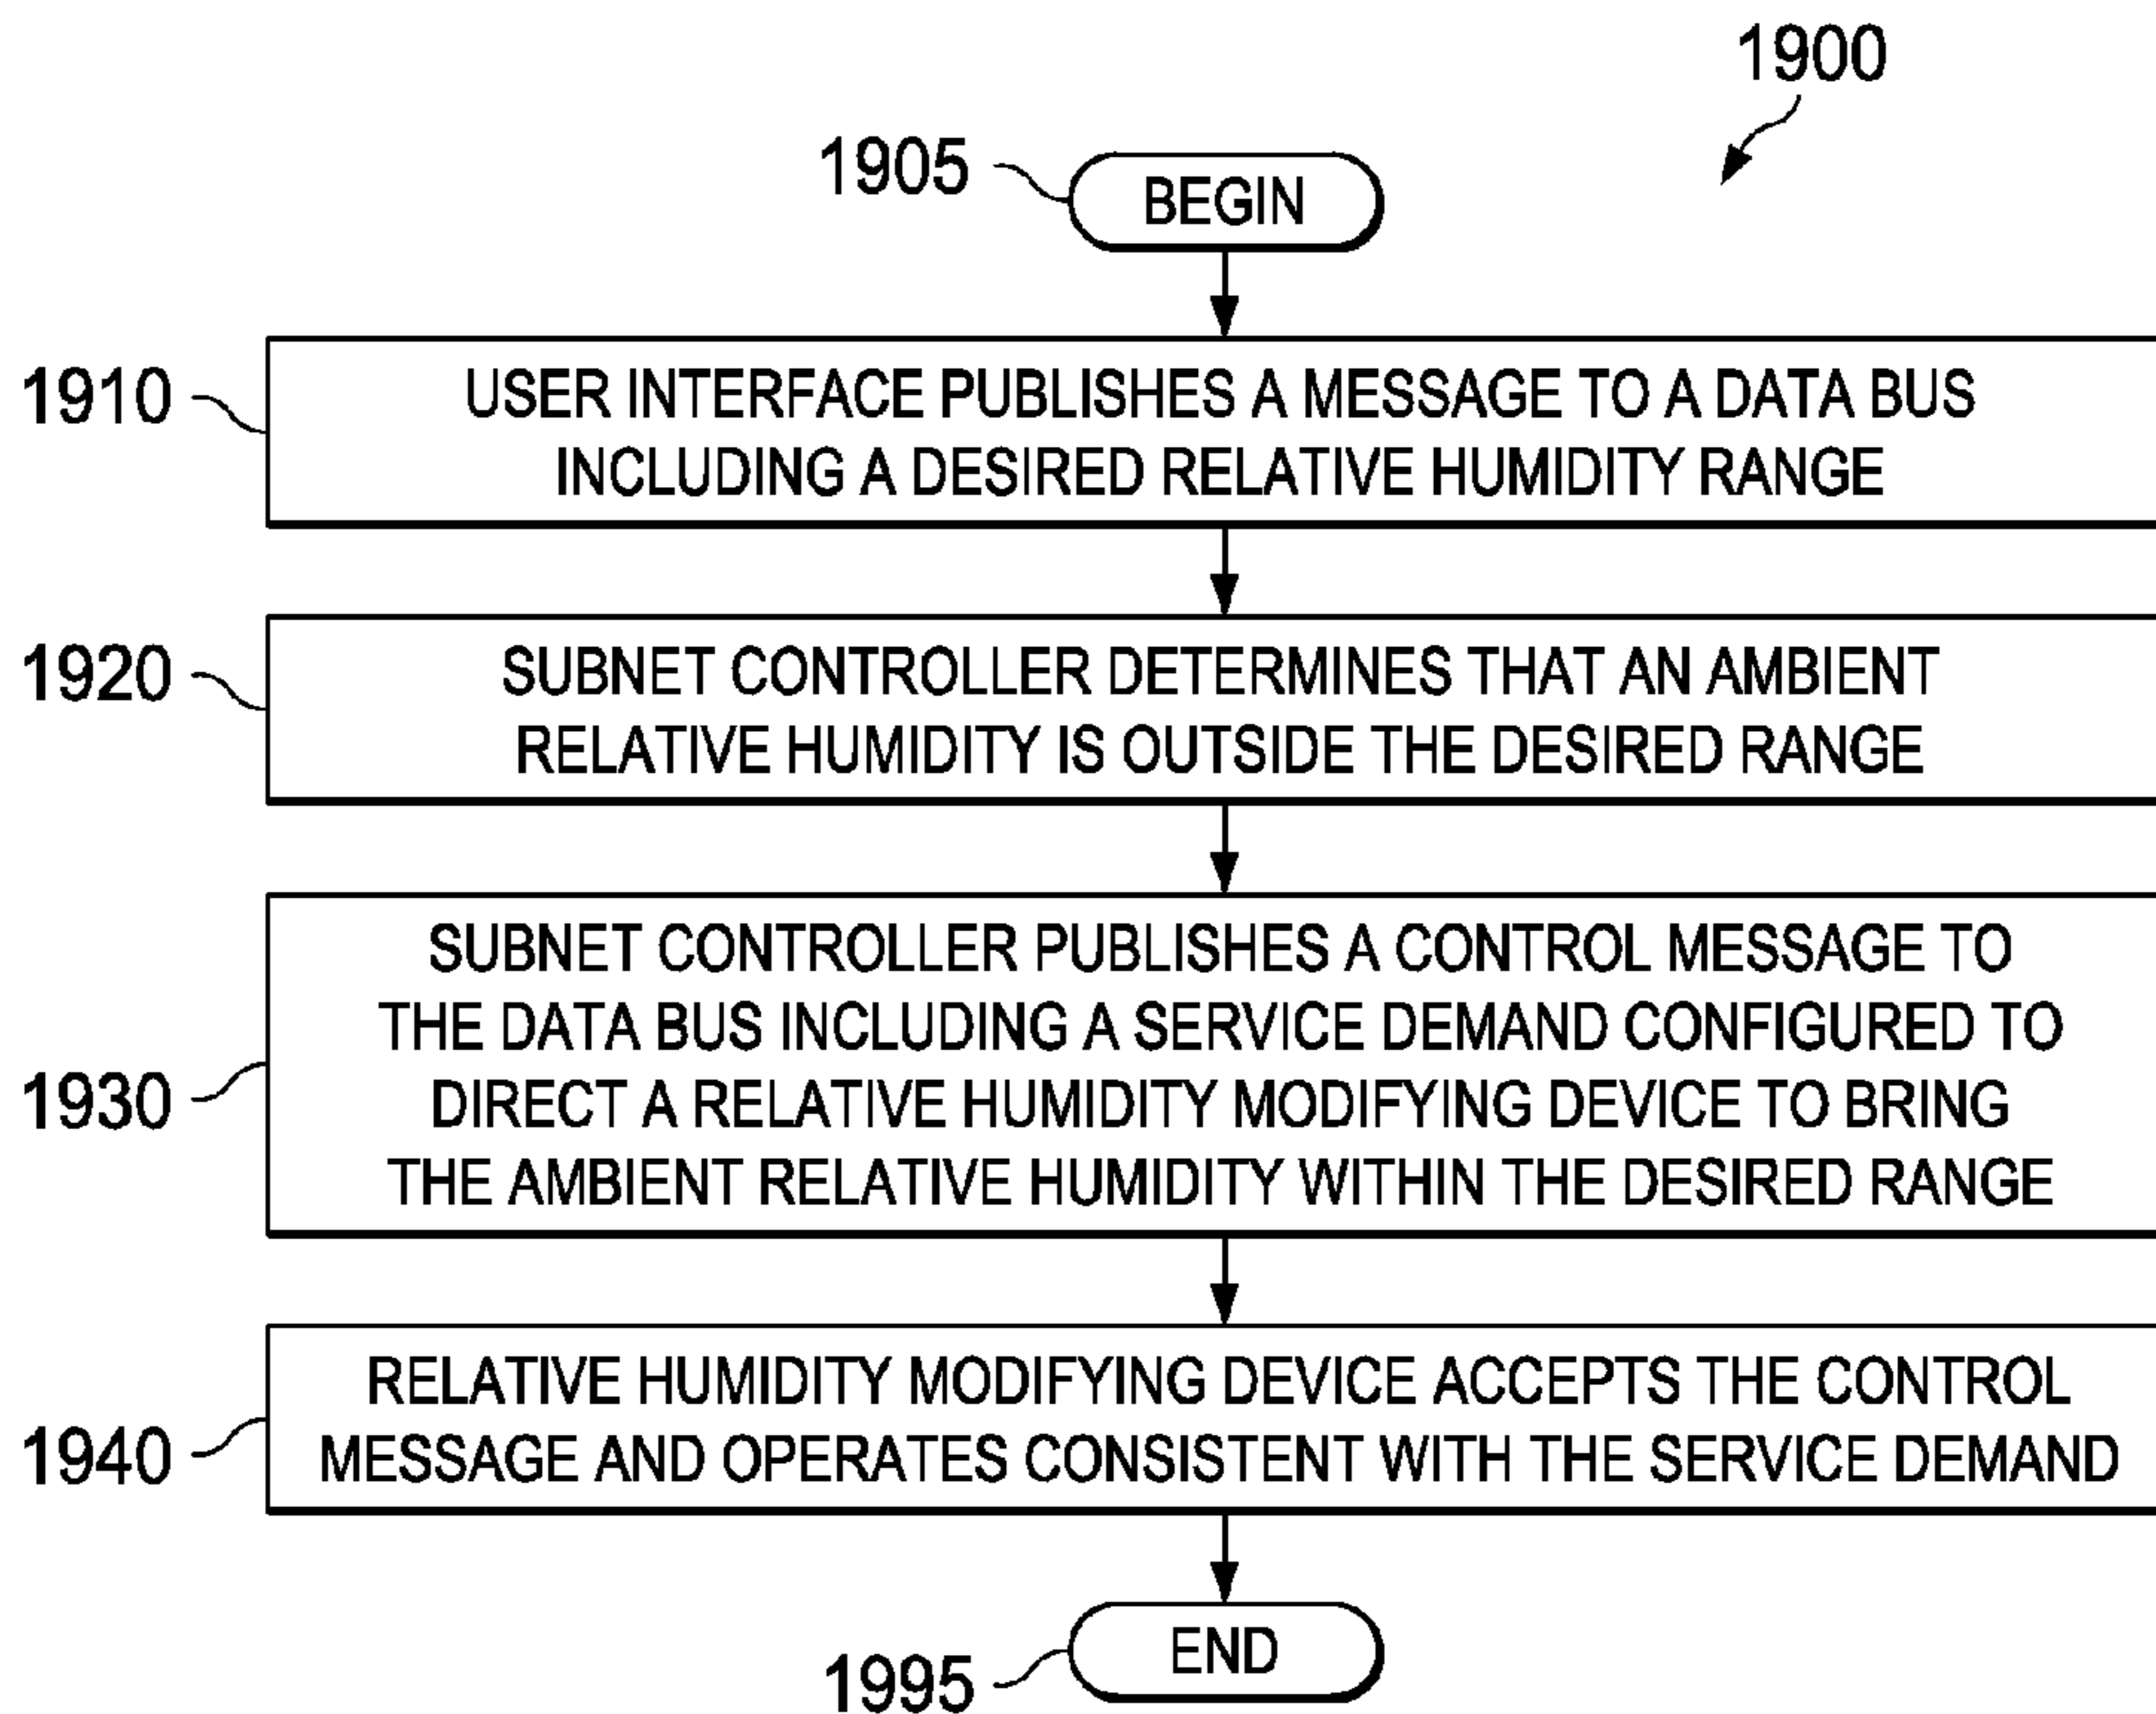 1900
1905
BEGIN
1910
USER INTERFACE PUBLISHES A MESSAGE TO A DATA BUS
INCLUDING A DESIRED RELATIVE HUMIDITY RANGE
1920
SUBNET CONTROLLER DETERMINES THAT AN AMBIENT
RELATIVE HUMIDITY IS OUTSIDE THE DESIRED RANGE
1930
SUBNET CONTROLLER PUBLISHES A CONTROL MESSAGE TO
THE DATA BUS INCLUDING A SERVICE DEMAND CONFIGURED TO
DIRECT A RELATIVE HUMIDITY MODIFYING DEVICE TO BRING
THE AMBIENT RELATIVE HUMIDITY WITHIN THE DESIRED RANGE
1940
RELATIVE HUMIDITY MODIFYING DEVICE ACCEPTS THE CONTROL
MESSAGE AND OPERATES CONSISTENT WITH THE SERVICE DEMAND
1995
END